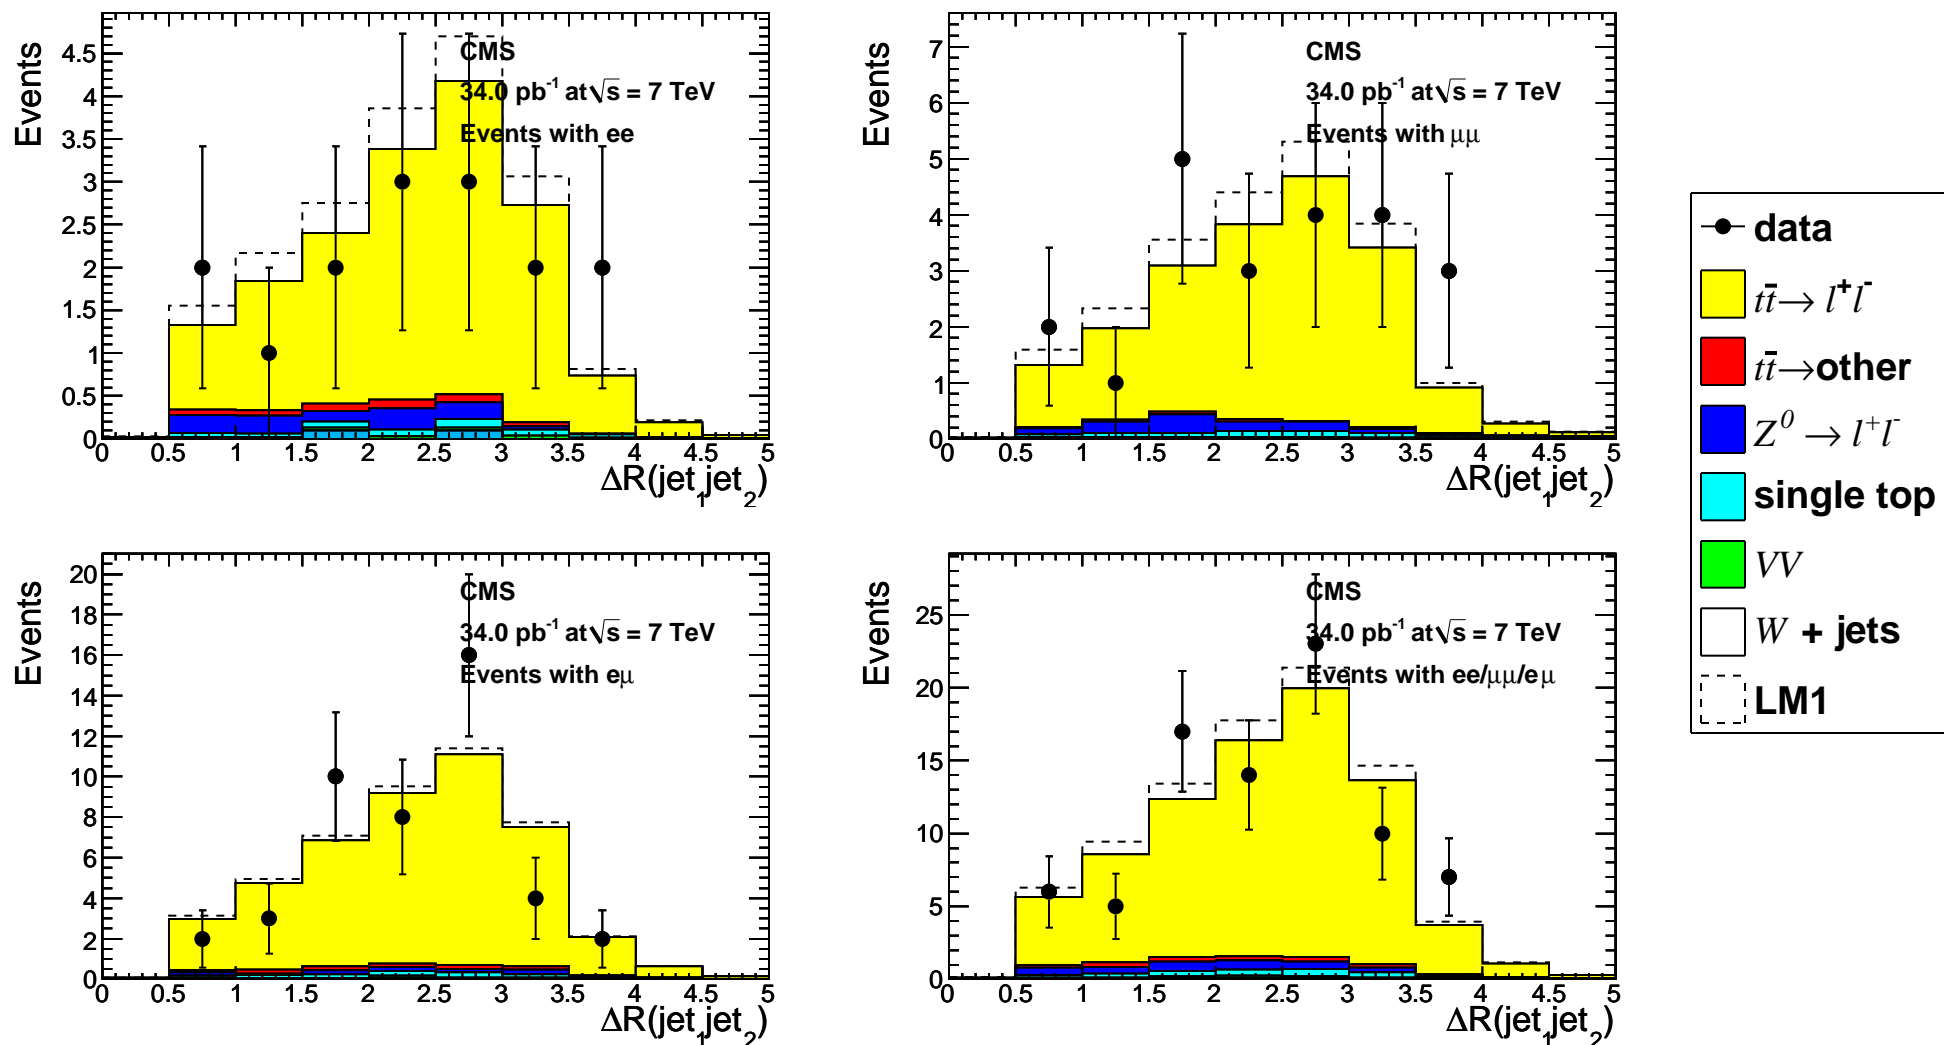 Events
4.5
4
3.5
3
2.5
2
1.5
1
0.5
0
CMS
34.0 pb-1 at √s = 7 TeV
Events with ee
0 0.5 1 1.5 2 2.5 3 3.5 4 4.5 5
ΔR(jet1jet2)
Events
7
6
5
4
3
2
1
0
CMS
34.0 pb-1 at √s = 7 TeV
Events with μμ
0 0.5 1 1.5 2 2.5 3 3.5 4 4.5 5
ΔR(jet1jet2)
Events
20
18
16
14
12
10
8
6
4
2
0
CMS
34.0 pb-1 at √s = 7 TeV
Events with eμ
0 0.5 1 1.5 2 2.5 3 3.5 4 4.5 5
ΔR(jet1jet2)
Events
25
20
15
10
5
0
CMS
34.0 pb-1 at √s = 7 TeV
Events with ee/μμ/eμ
0 0.5 1 1.5 2 2.5 3 3.5 4 4.5 5
ΔR(jet1jet2)
data
tt̄→ l+l-
tt̄→other
Z0 → l+l-
single top
VV
W + jets
LM1